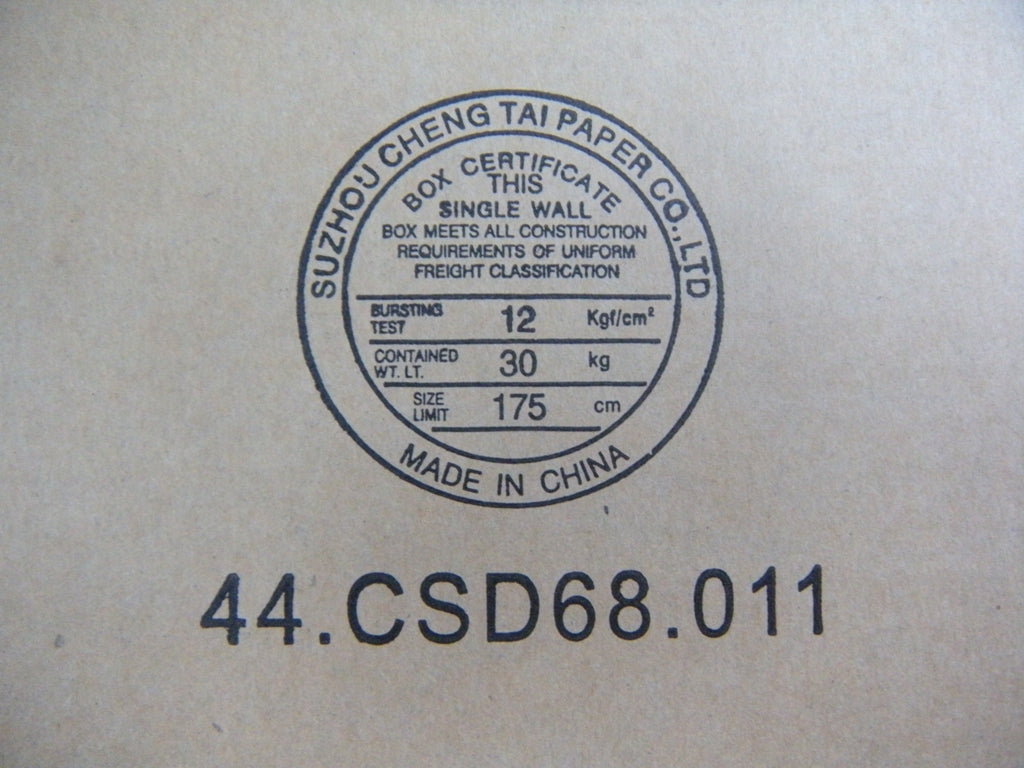 SUZHOU CHENG TAI PAPER CO., LTD
BOX CERTIFICATE
THIS
SINGLE WALL
BOX MEETS ALL CONSTRUCTION
REQUIREMENTS OF UNIFORM
FREIGHT CLASSIFICATION
BURSTING TEST 12 Kgf/cm²
CONTAINED WT. LT. 30 kg
SIZE LIMIT 175 cm
MADE IN CHINA
44.CSD68.011